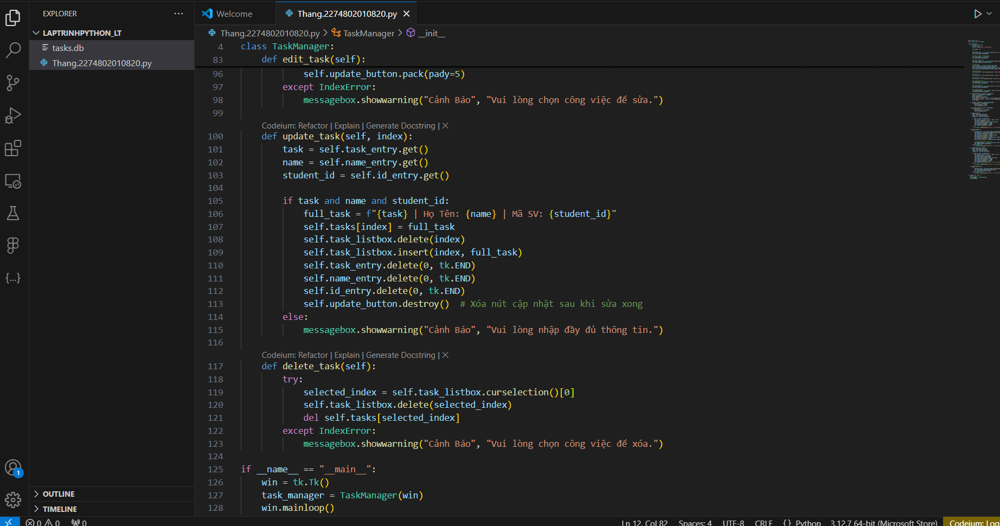 EXPLORER
LAPTRINHPYTHON_LT
tasks.db
Thang.2274802010820.py
OUTLINE
TIMELINE
1
Welcome
Thang.2274802010820.py
Thang.2274802010820.py > TaskManager > __init__
4 class TaskManager:
83 def edit_task(self):
96 self.update_button.pack(pady=5)
97 except IndexError:
98 messagebox.showwarning("Cảnh Báo", "Vui lòng chọn công việc để sửa.")
99
Codeium: Refactor | Explain | Generate Docstring | ×
100 def update_task(self, index):
101 task = self.task_entry.get()
102 name = self.name_entry.get()
103 student_id = self.id_entry.get()
104
105 if task and name and student_id:
106 full_task = f"{task} | Họ Tên: {name} | Mã SV: {student_id}"
107 self.tasks[index] = full_task
108 self.task_listbox.delete(index)
109 self.task_listbox.insert(index, full_task)
110 self.task_entry.delete(0, tk.END)
111 self.name_entry.delete(0, tk.END)
112 self.id_entry.delete(0, tk.END)
113 self.update_button.destroy()  # Xóa nút cập nhật sau khi sửa xong
114 else:
115 messagebox.showwarning("Cảnh Báo", "Vui lòng nhập đầy đủ thông tin.")
116
Codeium: Refactor | Explain | Generate Docstring | ×
117 def delete_task(self):
118 try:
119 selected_index = self.task_listbox.curselection()[0]
120 self.task_listbox.delete(selected_index)
121 del self.tasks[selected_index]
122 except IndexError:
123 messagebox.showwarning("Cảnh Báo", "Vui lòng chọn công việc để xóa.")
124
125 if __name__ == "__main__":
126 win = tk.Tk()
127 task_manager = TaskManager(win)
128 win.mainloop()
0 0 0 Ln 12, Col 82 Spaces: 4 UTF-8 CRLF {} Python 3.12.7 64-bit (Microsoft Store) Codeium: